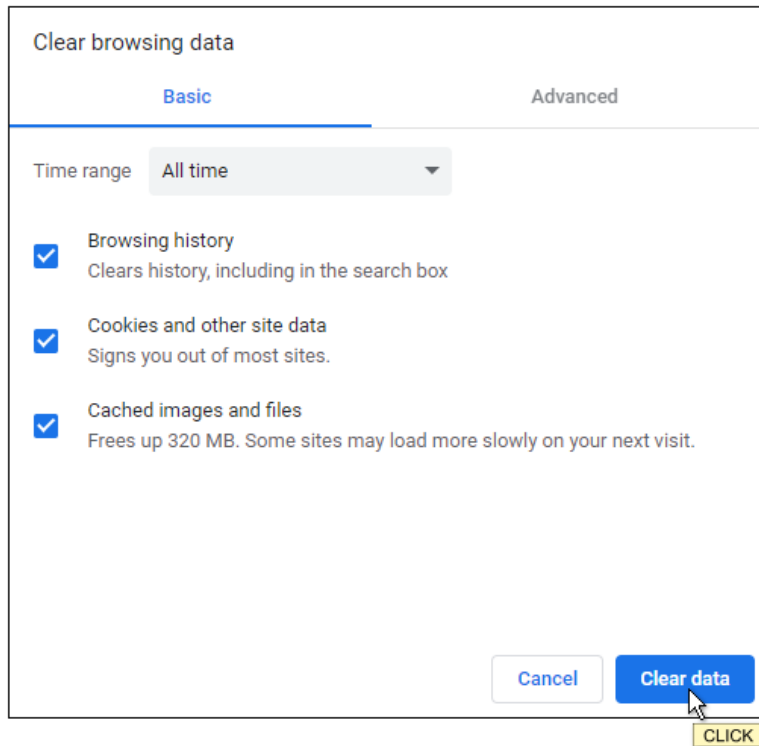 Clear browsing data
Basic
Advanced
Time range
All time
Browsing history
Clears history, including in the search box
Cookies and other site data
Signs you out of most sites.
Cached images and files
Frees up 320 MB. Some sites may load more slowly on your next visit.
Cancel
Clear data
CLICK